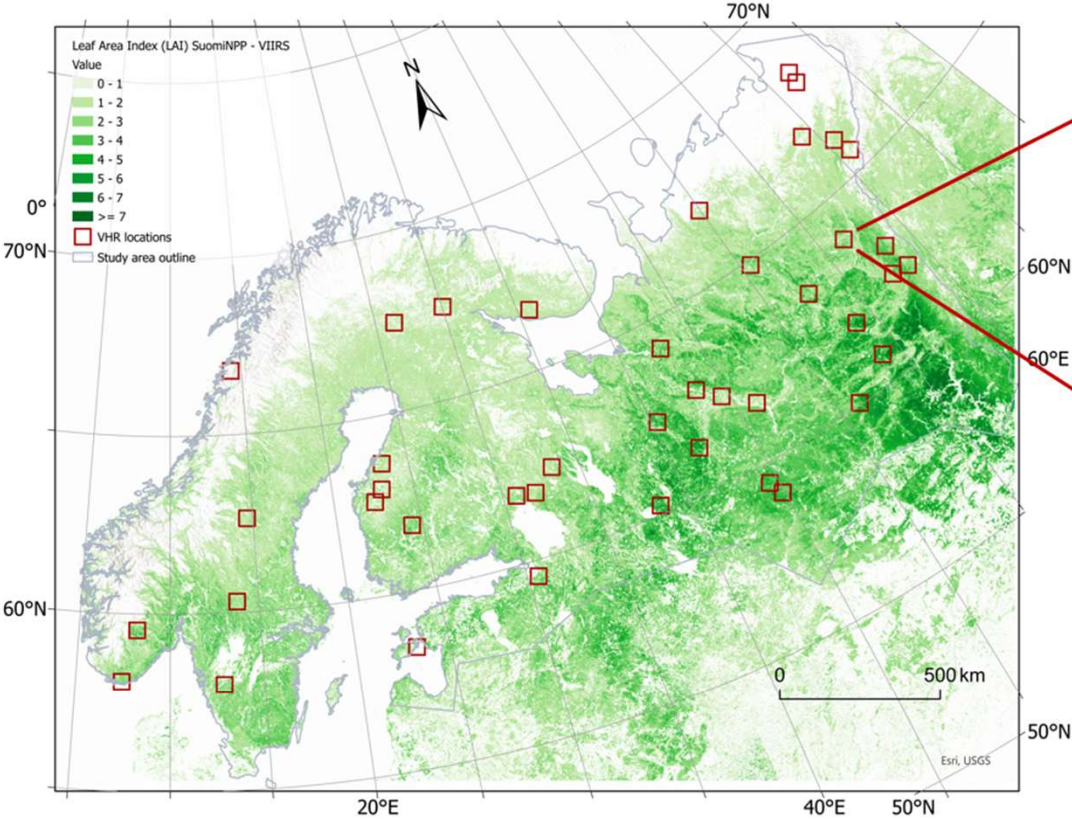 70°N
Leaf Area Index (LAI) SuomiNPP - VIIRS
Value
0 - 1
1 - 2
2 - 3
3 - 4
4 - 5
5 - 6
6 - 7
>= 7
VHR locations
Study area outline
N
0°
70°N
60°N
60°E
60°N
0 500 km
50°N
Esri, USGS
20°E 40°E 50°N